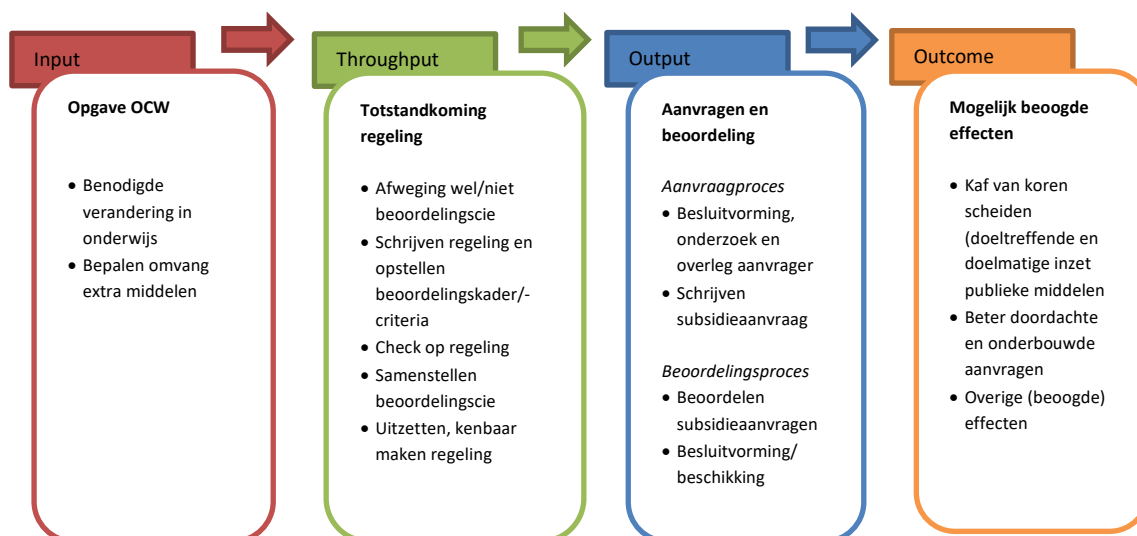 Input
Opgave OCW
• Benodigde
verandering in
onderwijs
• Bepalen omvang
extra middelen
Throughput
Totstandkoming
regeling
• Afweging wel/niet
beoordelingscie
• Schrijven regeling en
opstellen
beoordelingskader/-
criteria
• Check op regeling
• Samenstellen
beoordelingscie
• Uitzetten, kenbaar
maken regeling
Output
Aanvragen en
beoordeling
Aanvraagproces
• Besluitvorming,
onderzoek en
overleg aanvrager
• Schrijven
subsidieaanvraag
Beoordelingsproces
• Beoordelen
subsidieaanvragen
• Besluitvorming/
beschikking
Outcome
Mogelijk beoogde
effecten
• Kaf van koren
scheiden
(doeltreffende en
doelmatige inzet
publieke middelen
• Beter doordachte
en onderbouwde
aanvragen
• Overige (beoogde)
effecten